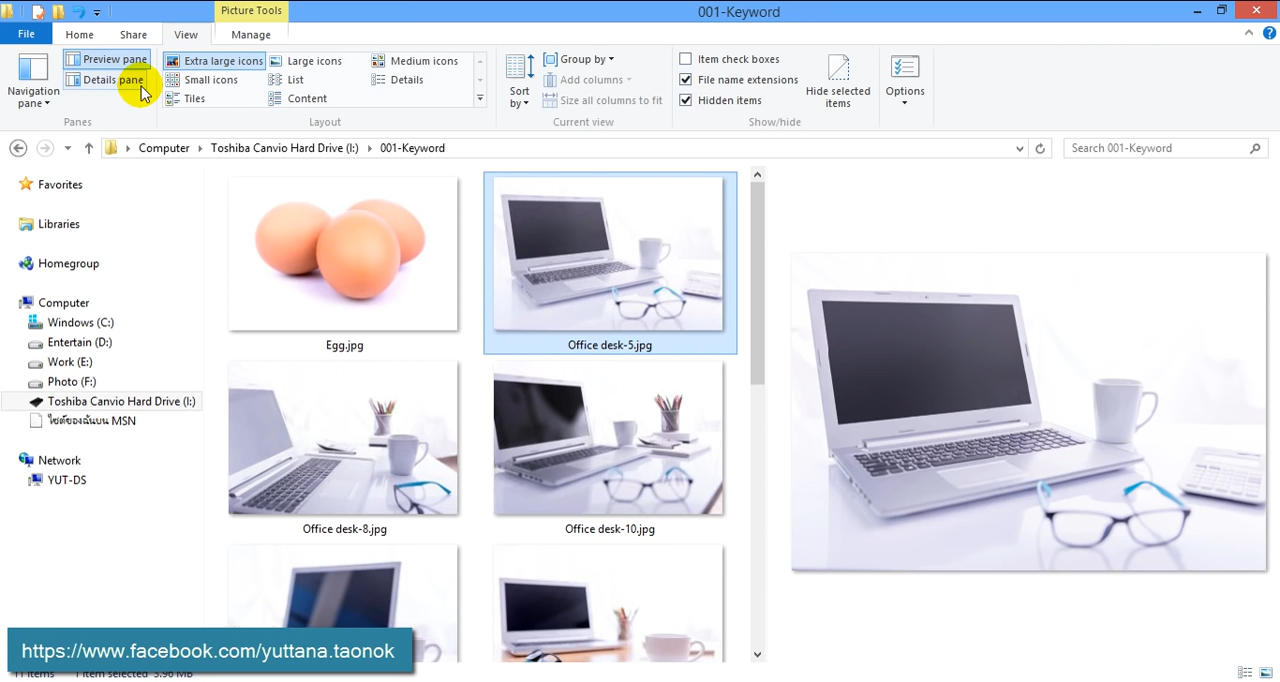 Picture Tools
001-Keyword
File
Home
Share
View
Manage
Navigation pane
Preview pane
Details pane
Panes
Extra large icons
Large icons
Medium icons
Small icons
List
Details
Tiles
Content
Layout
Sort by
Group by
Add columns
Size all columns to fit
Current view
Item check boxes
File name extensions
Hidden items
Hide selected items
Show/hide
Options
Computer
Toshiba Canvio Hard Drive (I:)
001-Keyword
Search 001-Keyword
Favorites
Libraries
Homegroup
Computer
Windows (C:)
Entertain (D:)
Work (E:)
Photo (F:)
Toshiba Canvio Hard Drive (I:)
ไซต์ของฉันบน MSN
Network
YUT-DS
Egg.jpg
Office desk-5.jpg
Office desk-8.jpg
Office desk-10.jpg
https://www.facebook.com/yuttana.taonok
11 items 1 item selected 3.96 MB